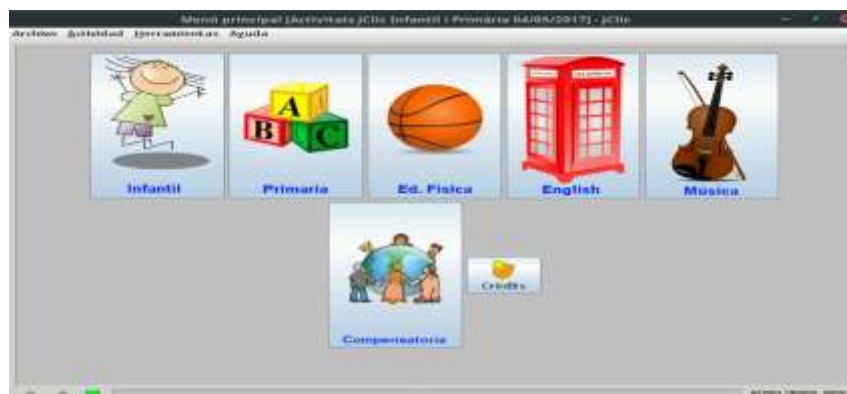 Menú principal [Activitats jClic Infantil i Primària 04/05/2017] - jClic
Archivo Actividad Herramientas Ayuda
A
B C
Infantil Primaria Ed. Física English Música
Crèdits
Compensatoria